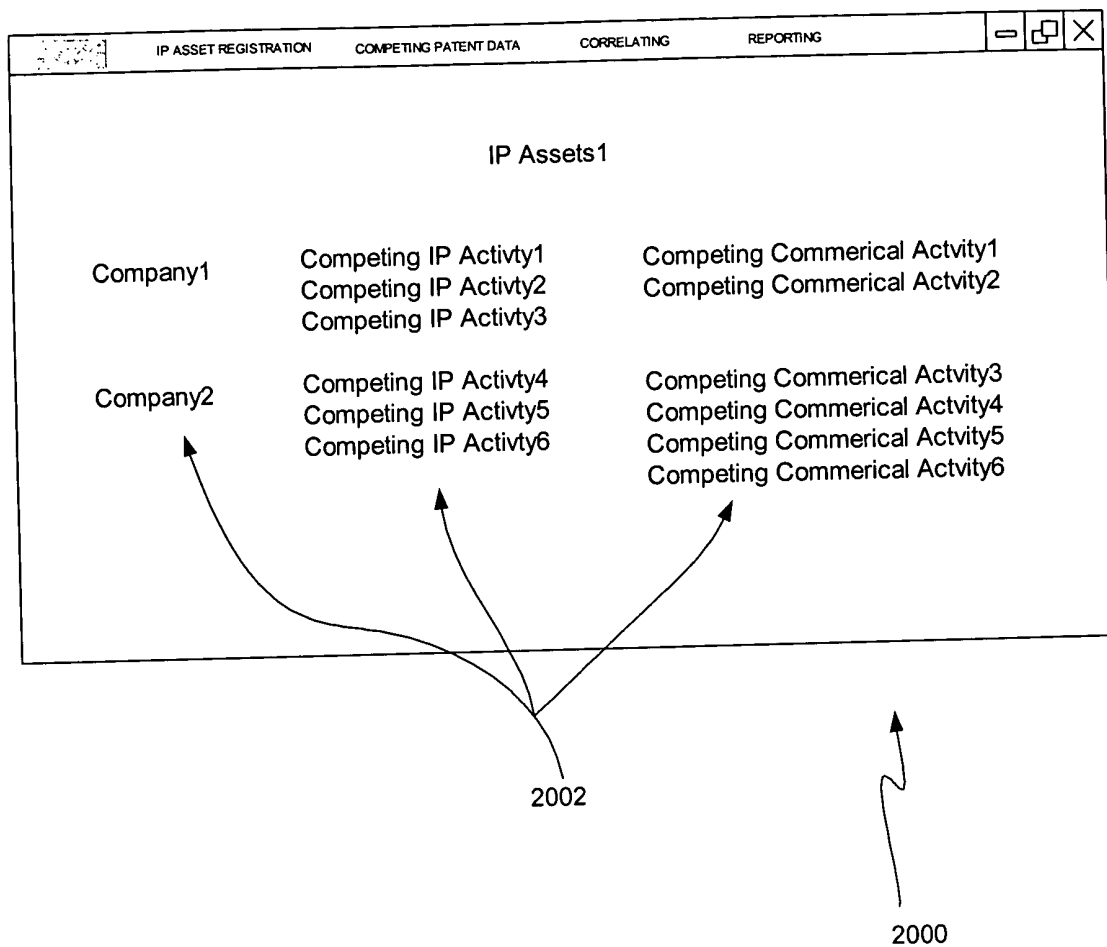 IP ASSET REGISTRATION COMPETING PATENT DATA CORRELATING REPORTING
IP Assets1
Company1
Competing IP Activty1
Competing IP Activty2
Competing IP Activty3
Competing Commerical Actvity1
Competing Commerical Actvity2
Company2
Competing IP Activty4
Competing IP Activty5
Competing IP Activty6
Competing Commerical Actvity3
Competing Commerical Actvity4
Competing Commerical Actvity5
Competing Commerical Actvity6
2002
2000